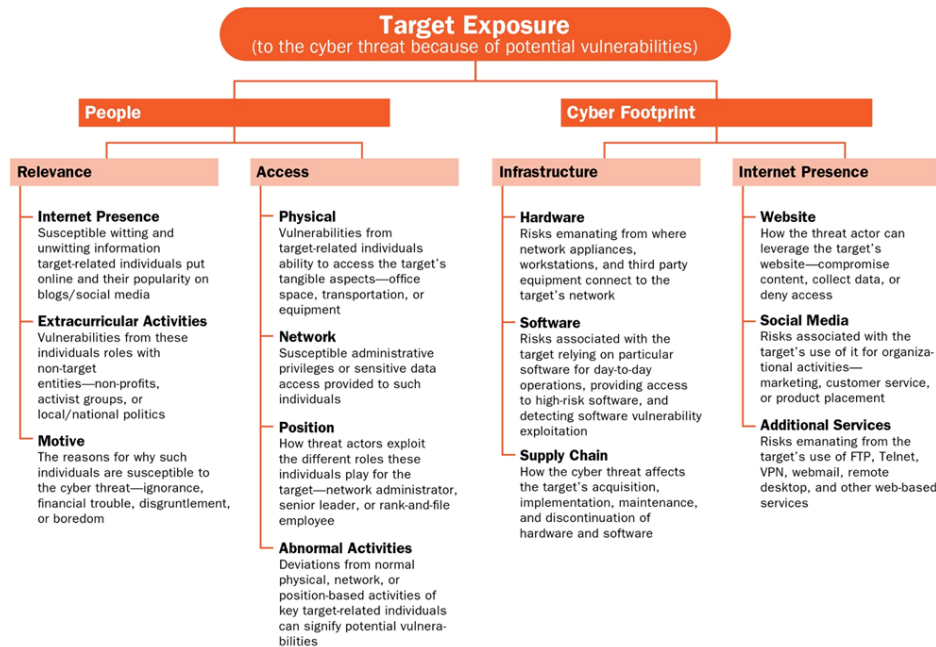 Target Exposure
(to the cyber threat because of potential vulnerabilities)
People
Cyber Footprint
Relevance
Internet Presence
Susceptible witting and
unwitting information
target-related individuals put
online and their popularity on
blogs/social media
Extracurricular Activities
Vulnerabilities from these
individuals roles with
non-target
entities—non-profits,
activist groups, or
local/national politics
Motive
The reasons for why such
individuals are susceptible to
the cyber threat—ignorance,
financial trouble, disgruntlement,
or boredom
Access
Physical
Vulnerabilities from
target-related individuals
ability to access the target's
tangible aspects—office
space, transportation, or
equipment
Network
Susceptible administrative
privileges or sensitive data
access provided to such
individuals
Position
How threat actors exploit
the different roles these
individuals play for the
target—network administrator,
senior leader, or rank-and-file
employee
Abnormal Activities
Deviations from normal
physical, network, or
position-based activities of
key target-related individuals
can signify potential vulnera-
bilities
Infrastructure
Hardware
Risks emanating from where
network appliances,
workstations, and third party
equipment connect to the
target's network
Software
Risks associated with the
target relying on particular
software for day-to-day
operations, providing access
to high-risk software, and
detecting software vulnerability
exploitation
Supply Chain
How the cyber threat affects
the target's acquisition,
implementation, maintenance,
and discontinuation of
hardware and software
Internet Presence
Website
How the threat actor can
leverage the target's
website—compromise
content, collect data, or
deny access
Social Media
Risks associated with the
target's use of it for organiza-
tional activities—
marketing, customer service,
or product placement
Additional Services
Risks emanating from the
target's use of FTP, Telnet,
VPN, webmail, remote
desktop, and other web-based
services